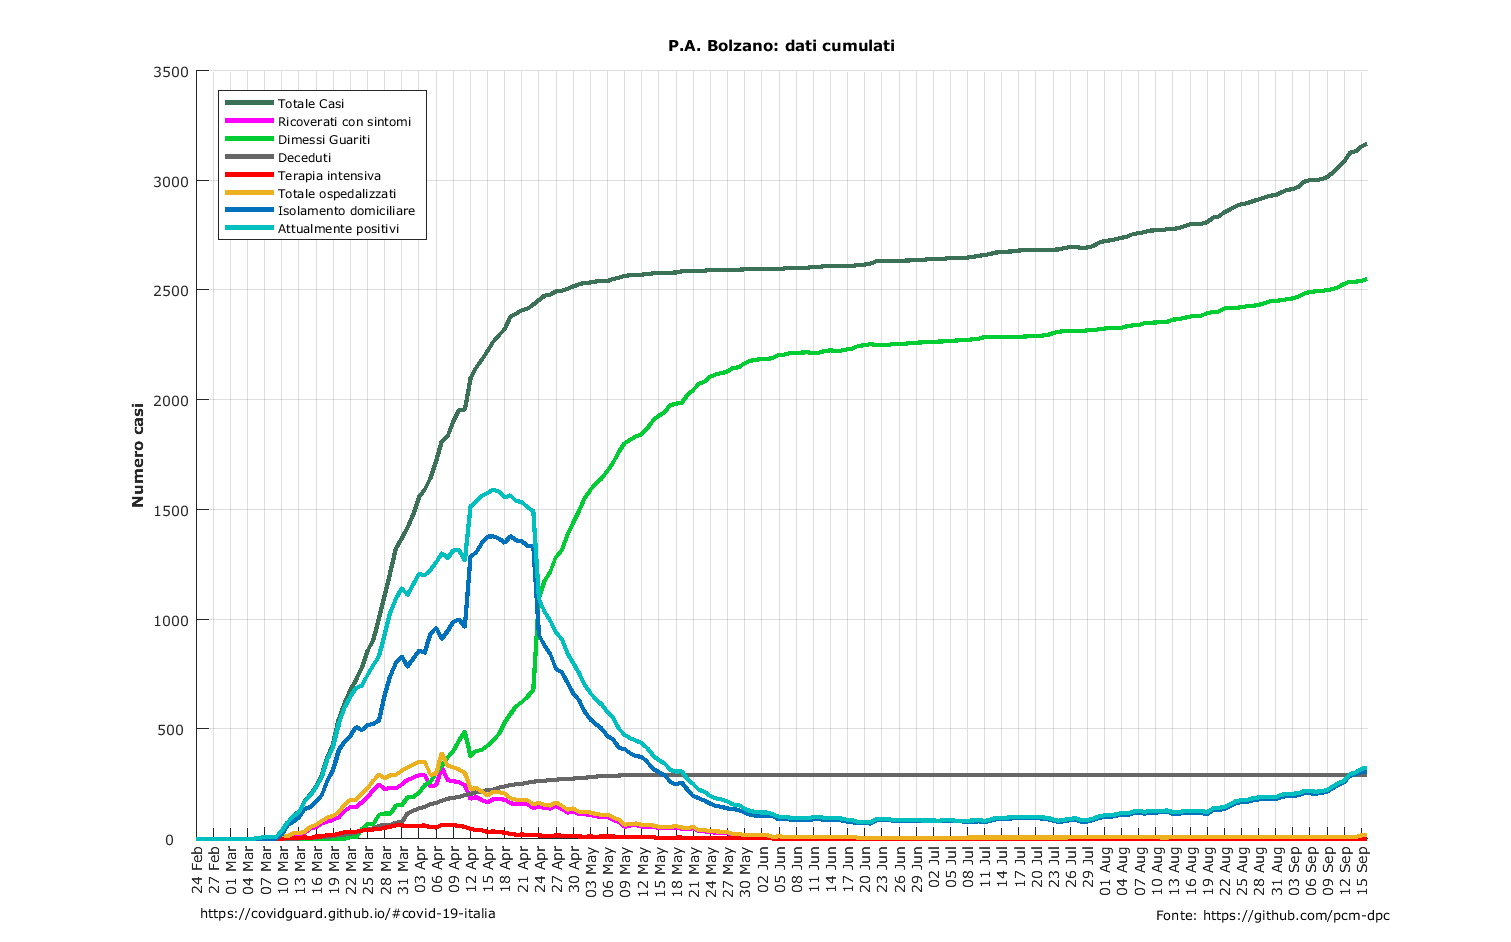 P.A. Bolzano: dati cumulati
3500
3000
2500
2000
1500
1000
500
0
Numero casi
Totale Casi
Ricoverati con sintomi
Dimessi Guariti
Deceduti
Terapia intensiva
Totale ospedalizzati
Isolamento domiciliare
Attualmente positivi
24 Feb
27 Feb
01 Mar
04 Mar
07 Mar
10 Mar
13 Mar
16 Mar
19 Mar
22 Mar
25 Mar
28 Mar
31 Mar
03 Apr
06 Apr
09 Apr
12 Apr
15 Apr
18 Apr
21 Apr
24 Apr
27 Apr
30 Apr
03 May
06 May
09 May
12 May
15 May
18 May
21 May
24 May
27 May
30 May
02 Jun
05 Jun
08 Jun
11 Jun
14 Jun
17 Jun
20 Jun
23 Jun
26 Jun
29 Jun
02 Jul
05 Jul
08 Jul
11 Jul
14 Jul
17 Jul
20 Jul
23 Jul
26 Jul
29 Jul
01 Aug
04 Aug
07 Aug
10 Aug
13 Aug
16 Aug
19 Aug
22 Aug
25 Aug
28 Aug
31 Aug
03 Sep
06 Sep
09 Sep
12 Sep
15 Sep
https://covidguard.github.io/#covid-19-italia
Fonte: https://github.com/pcm-dpc